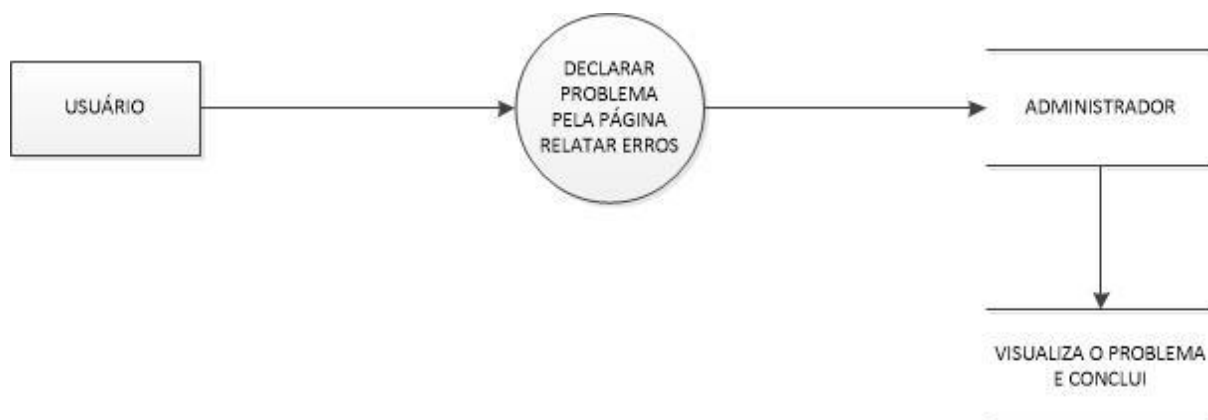 USUÁRIO
DECLARAR
PROBLEMA
PELA PÁGINA
RELATAR ERROS
ADMINISTRADOR
VISUALIZA O PROBLEMA
E CONCLUI